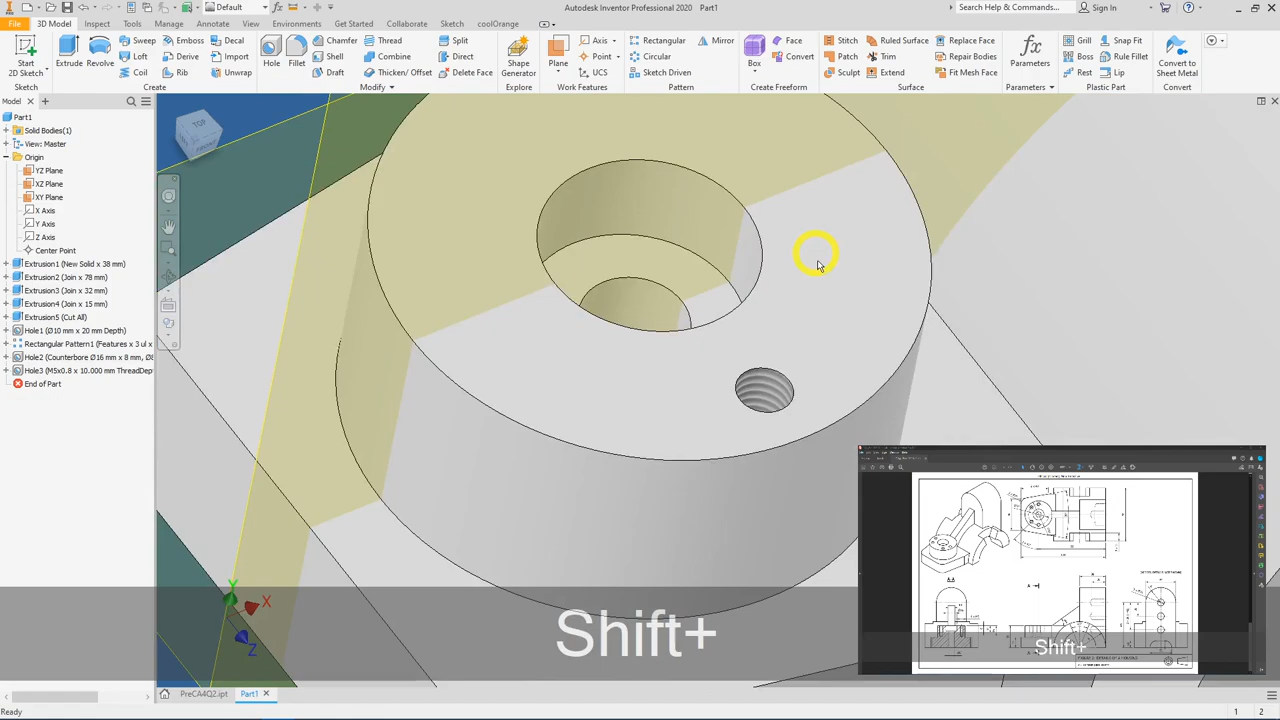 Default
Autodesk Inventor Professional 2020 Part1
Search Help & Commands...
Sign In
File 3D Model Inspect Tools Manage View Environments Get Started Collaborate Sketch coolOrange
Start
2D Sketch
Extrude
Revolve
Sweep
Loft
Coil
Emboss
Derive
Rib
Decal
Import
Unwrap
Hole
Fillet
Chamfer
Shell
Draft
Thread
Combine
Thicken/ Offset
Split
Direct
Delete Face
Shape
Generator
Plane
Axis
Point
UCS
Rectangular
Circular
Sketch Driven
Mirror
Box
Face
Convert
Stitch
Patch
Sculpt
Ruled Surface
Trim
Extend
Replace Face
Repair Bodies
Fit Mesh Face
fx
Parameters
Grill
Boss
Rest
Snap Fit
Rule Fillet
Lip
Convert to
Sheet Metal
Sketch Create Modify Explore Work Features Pattern Create Freeform Surface Parameters Plastic Part Convert
Model
Part1
Solid Bodies(1)
View: Master
Origin
YZ Plane
XZ Plane
XY Plane
X Axis
Y Axis
Z Axis
Center Point
Extrusion1 (New Solid x 38 mm)
Extrusion2 (Join x 78 mm)
Extrusion3 (Join x 32 mm)
Extrusion4 (Join x 15 mm)
Extrusion5 (Cut All)
Hole1 (Ø10 mm x 20 mm Depth)
Rectangular Pattern1 (Features x 3 ul x
Hole2 (Counterbore Ø16 mm x 8 mm, Ø
Hole3 (M5x0.8 x 10.000 mm ThreadDept
End of Part
TOP
Y
X
Z
Shift+
Shift+
PreCA4Q2.ipt
Part1
Ready
1 2